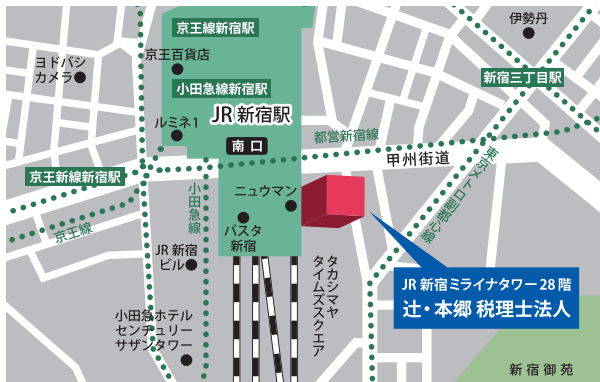 京王線新宿駅
伊勢丹
京王百貨店
ヨドバシ
カメラ
新宿三丁目駅
小田急線新宿駅
JR 新宿駅
ルミネ1
都営新宿線
南 口
甲州街道
京王新線新宿駅
小田急線
ニュウマン
東京メトロ副都心線
京王線
バスタ
新宿
JR 新宿
ビル
タカシマヤ
タイムズスクエア
JR 新宿ミライナタワー 28 階
辻・本郷 税理士法人
小田急ホテル
センチュリー
サザンタワー
新宿御苑